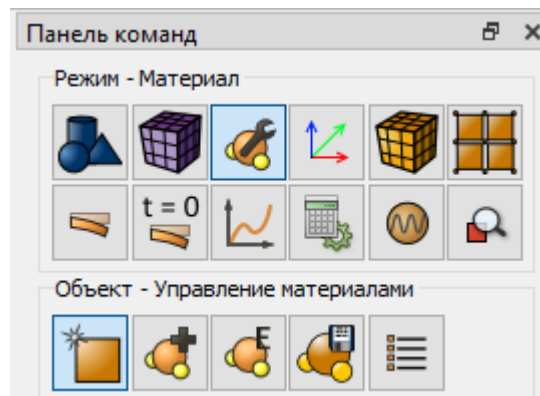 Панель команд
Режим - Материал
t = 0
Объект - Управление материалами
E